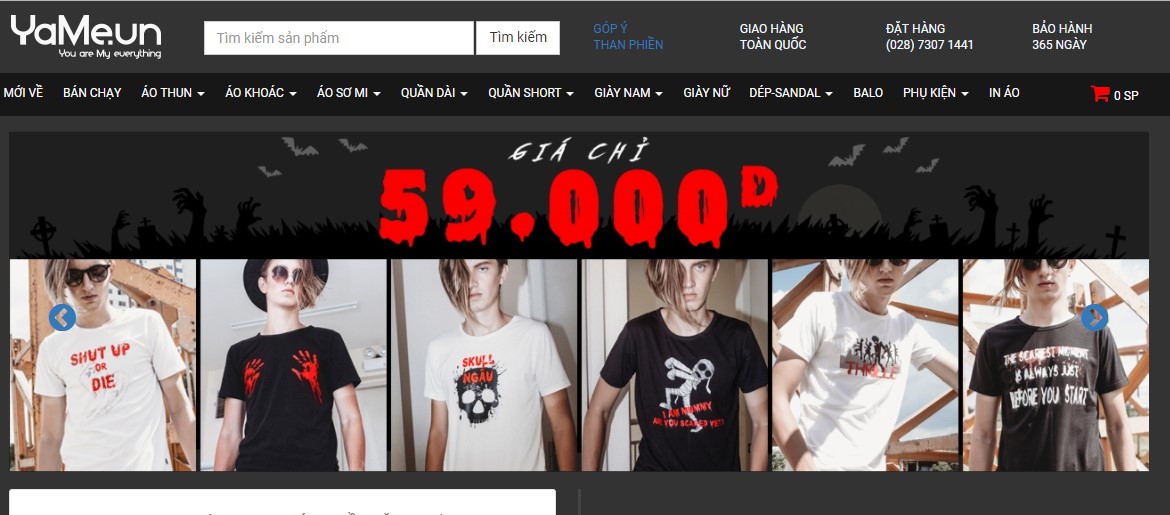 YaMe.vn
You are My everything
Tìm kiếm sản phẩm
Tìm kiếm
GÓP Ý
THAN PHIỀN
GIAO HÀNG
TOÀN QUỐC
ĐẶT HÀNG
(028) 7307 1441
BẢO HÀNH
365 NGÀY
MỚI VỀ BÁN CHẠY ÁO THUN ÁO KHOÁC ÁO SƠ MI QUẦN DÀI QUẦN SHORT GIÀY NAM GIÀY NỮ DÉP-SANDAL BALO PHỤ KIỆN IN ÁO 0 SP
GIÁ CHỈ
59.000Đ
SHUT UP
OR
DIE
SKULL
NGẦU
I AM MUMMY
ARE YOU SCARED YET?
THE SCAREST MOMENT
IS ALWAYS JUST
BEFORE YOU START